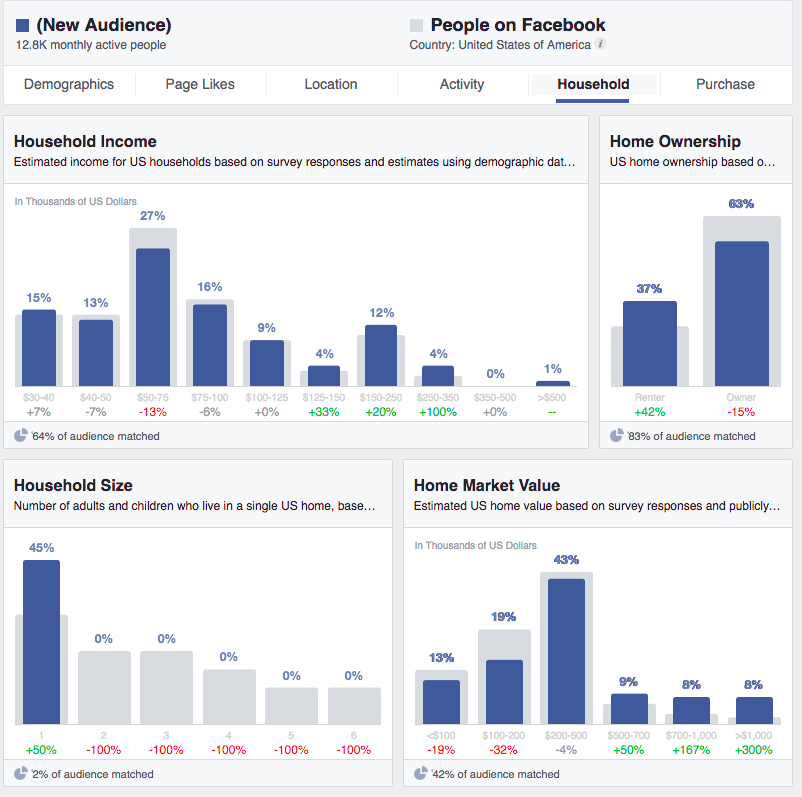 (New Audience)
12.8K monthly active people
People on Facebook
Country: United States of America i
Demographics Page Likes Location Activity Household Purchase
Household Income
Estimated income for US households based on survey responses and estimates using demographic dat…
In Thousands of US Dollars
15% 13% 27% 16% 9% 4% 12% 4% 0% 1%
$30-40 $40-50 $50-75 $75-100 $100-125 $125-150 $150-250 $250-350 $350-500 >$500
+7% -7% -13% -6% +0% +33% +20% +100% +0% --
64% of audience matched
Home Ownership
US home ownership based o…
37% 63%
Renter Owner
+42% -15%
83% of audience matched
Household Size
Number of adults and children who live in a single US home, base…
45% 0% 0% 0% 0% 0%
1 2 3 4 5 6
+50% -100% -100% -100% -100% -100%
2% of audience matched
Home Market Value
Estimated US home value based on survey responses and publicly…
In Thousands of US Dollars
13% 19% 43% 9% 8% 8%
<$100 $100-200 $200-500 $500-700 $700-1,000 >$1,000
-19% -32% -4% +50% +167% +300%
42% of audience matched